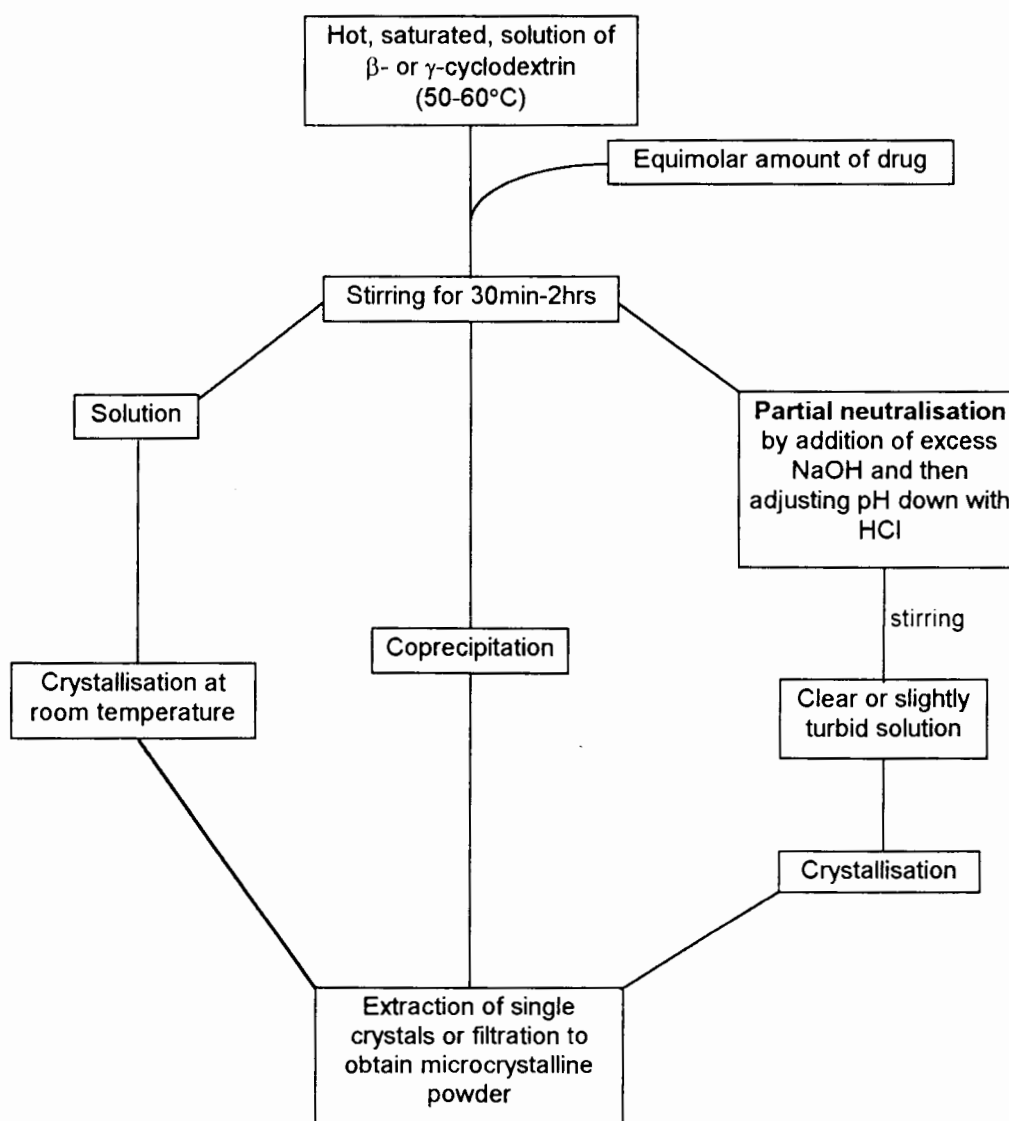 Hot, saturated, solution of
β- or γ-cyclodextrin
(50-60°C)
Equimolar amount of drug
Stirring for 30min-2hrs
Solution
Partial neutralisation
by addition of excess
NaOH and then
adjusting pH down with
HCl
stirring
Coprecipitation
Crystallisation at
room temperature
Clear or slightly
turbid solution
Crystallisation
Extraction of single
crystals or filtration to
obtain microcrystalline
powder